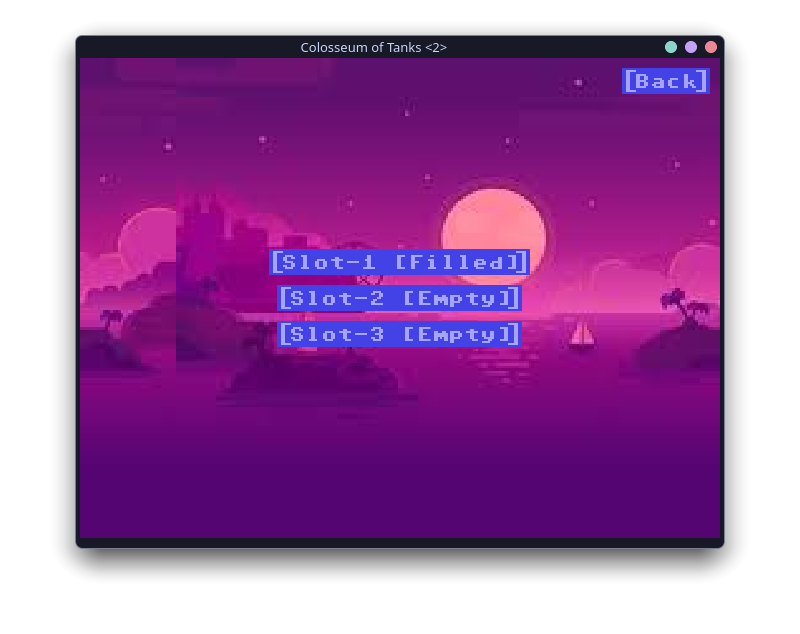 Colosseum of Tanks <2>
[Back]
[Slot-1 [Filled]]
[Slot-2 [Empty]]
[Slot-3 [Empty]]